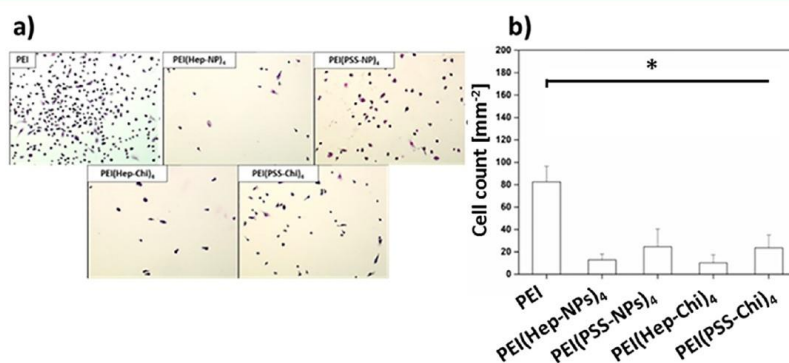 a)
PEI
PEI(Hep-NP)₄
PEI(PSS-NP)₄
PEI(Hep-Chi)₄
PEI(PSS-Chi)₄
b)
*
Cell count [mm⁻²]
200
180
160
140
120
100
80
60
40
20
0
PEI
PEI(Hep-NPs)₄
PEI(PSS-NPs)₄
PEI(Hep-Chi)₄
PEI(PSS-Chi)₄